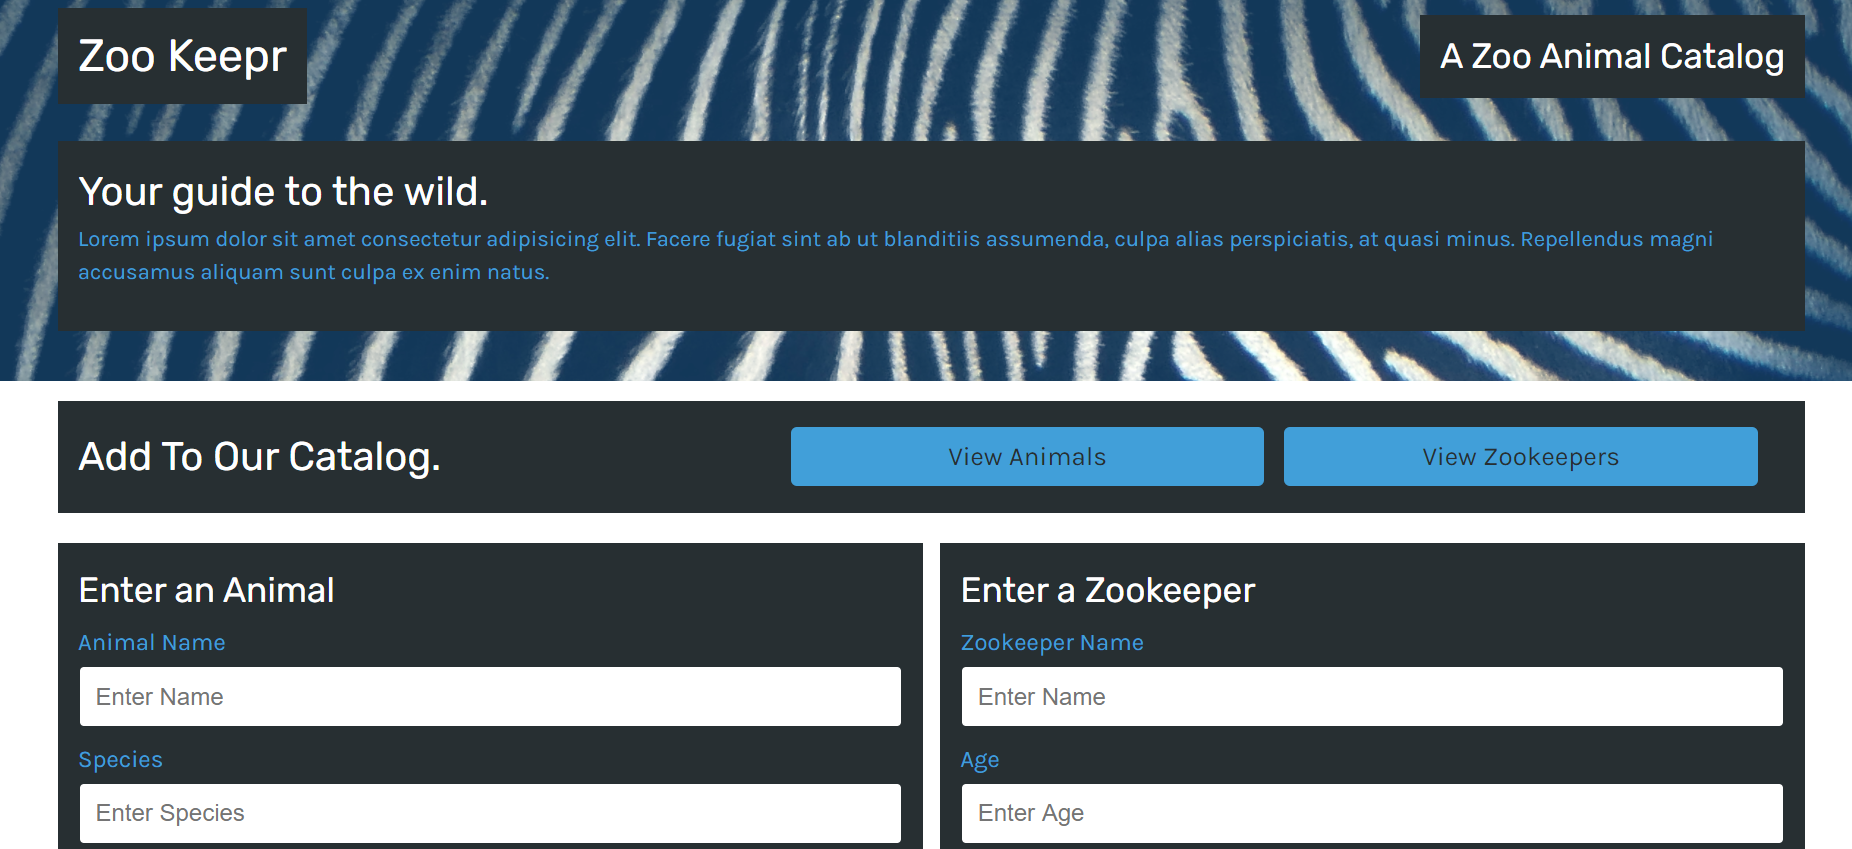 Zoo Keepr
A Zoo Animal Catalog
Your guide to the wild.
Lorem ipsum dolor sit amet consectetur adipisicing elit. Facere fugiat sint ab ut blanditiis assumenda, culpa alias perspiciatis, at quasi minus. Repellendus magni
accusamus aliquam sunt culpa ex enim natus.
Add To Our Catalog.
View Animals
View Zookeepers
Enter an Animal
Animal Name
Enter Name
Species
Enter Species
Enter a Zookeeper
Zookeeper Name
Enter Name
Age
Enter Age